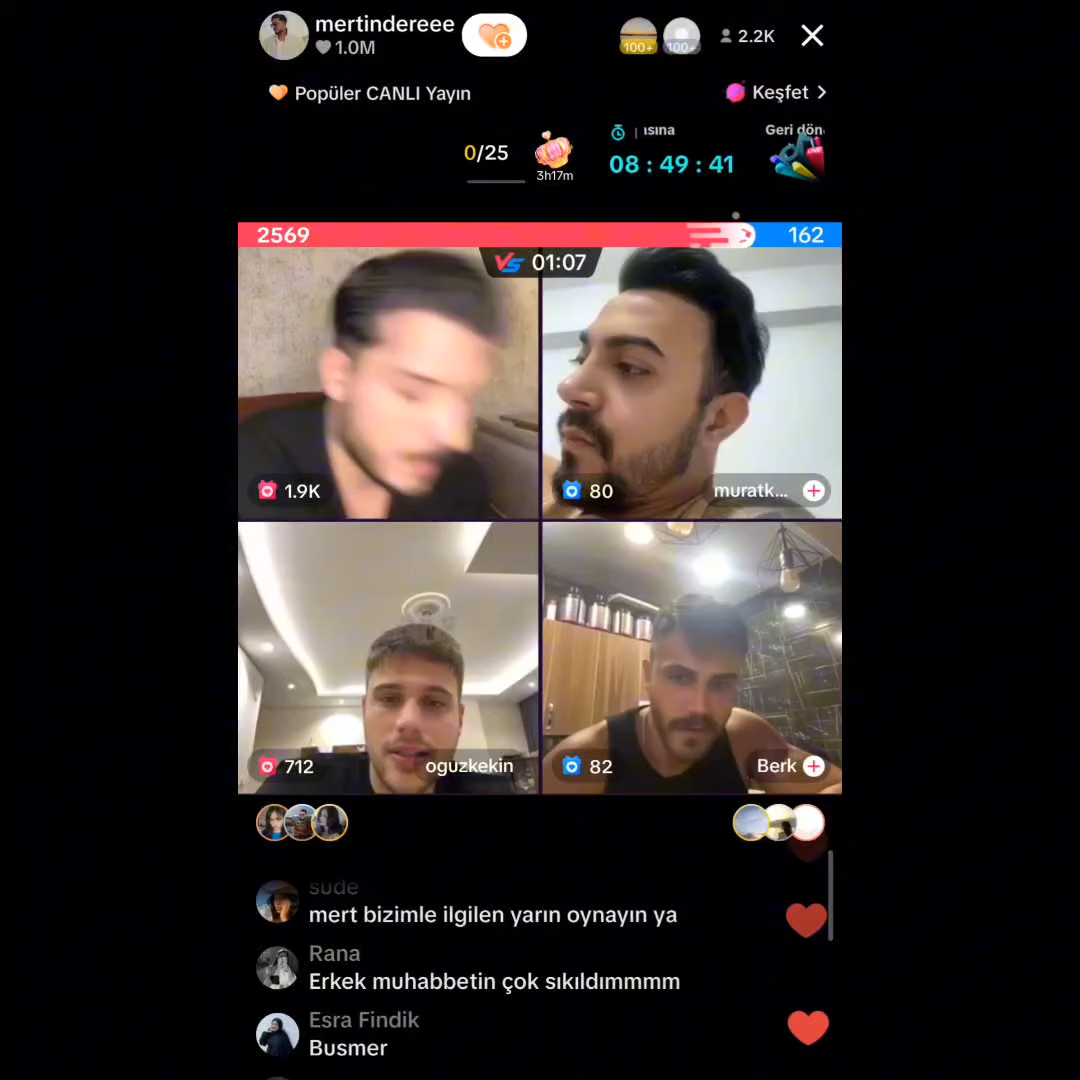 mertindereee
1.0M
100+
100+
2.2K
Popüler CANLI Yayın
Keşfet
0/25
3h17m
08 : 49 : 41
2569
162
VS 01:07
1.9K
80
muratk...
712
oguzkekin
82
Berk
sude
mert bizimle ilgilen yarın oynayın ya
Rana
Erkek muhabbetin çok sıkıldımmmm
Esra Findik
Busmer